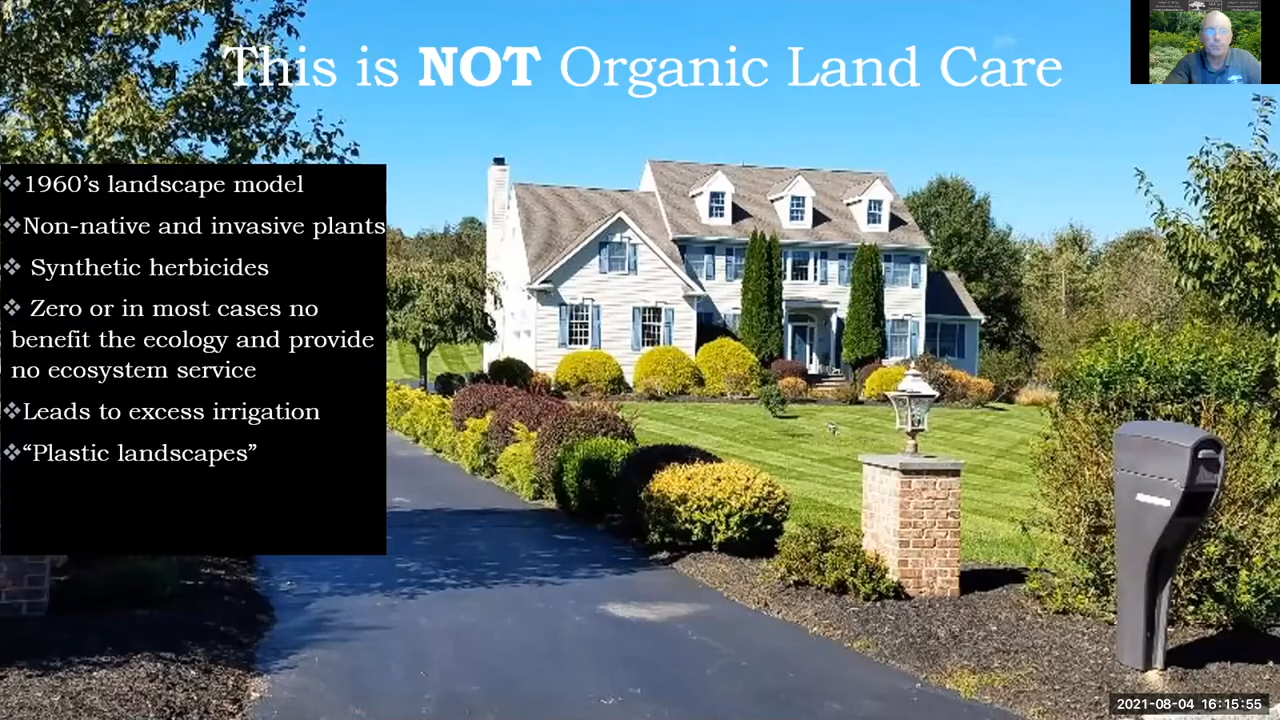 This is NOT Organic Land Care
❖1960’s landscape model
❖Non-native and invasive plants
❖ Synthetic herbicides
❖ Zero or in most cases no
benefit the ecology and provide
no ecosystem service
❖Leads to excess irrigation
❖“Plastic landscapes”
2021-08-04 16:15:55